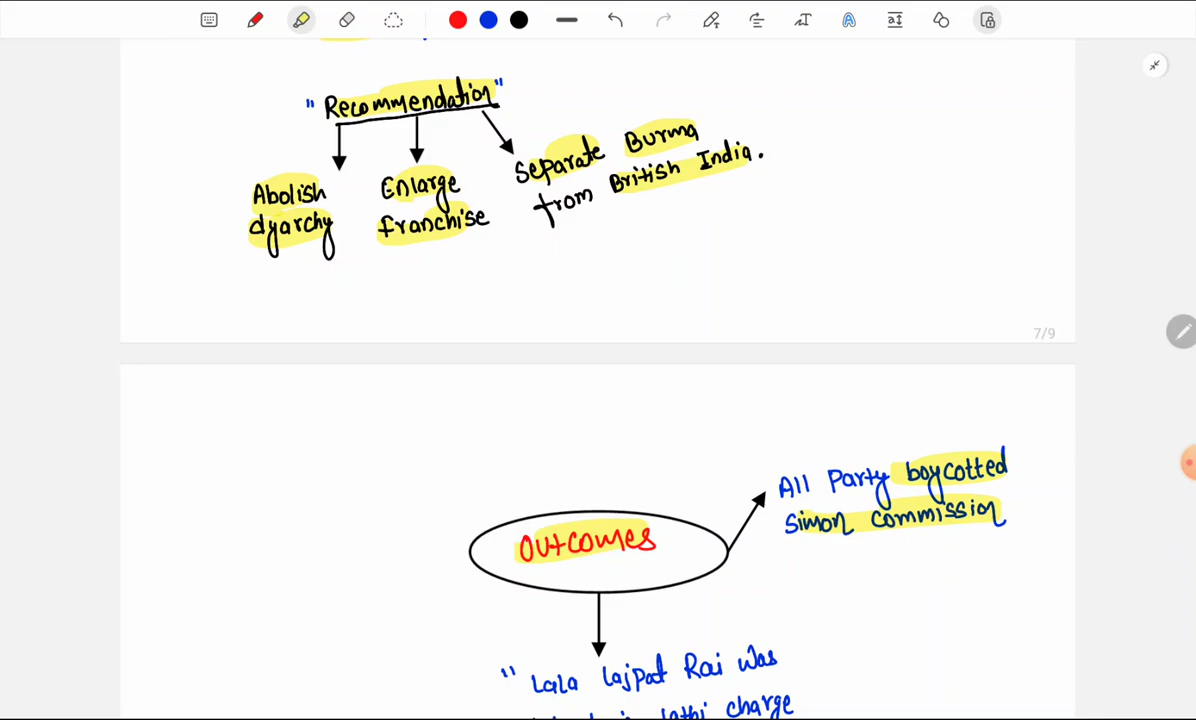 " Recommendation "
Abolish
dyarchy
Enlarge
franchise
Separate Burma
from British India.
7/9
All Party boycotted
Simon commission
Outcomes
" Lala lajpat Rai was
lathi charge